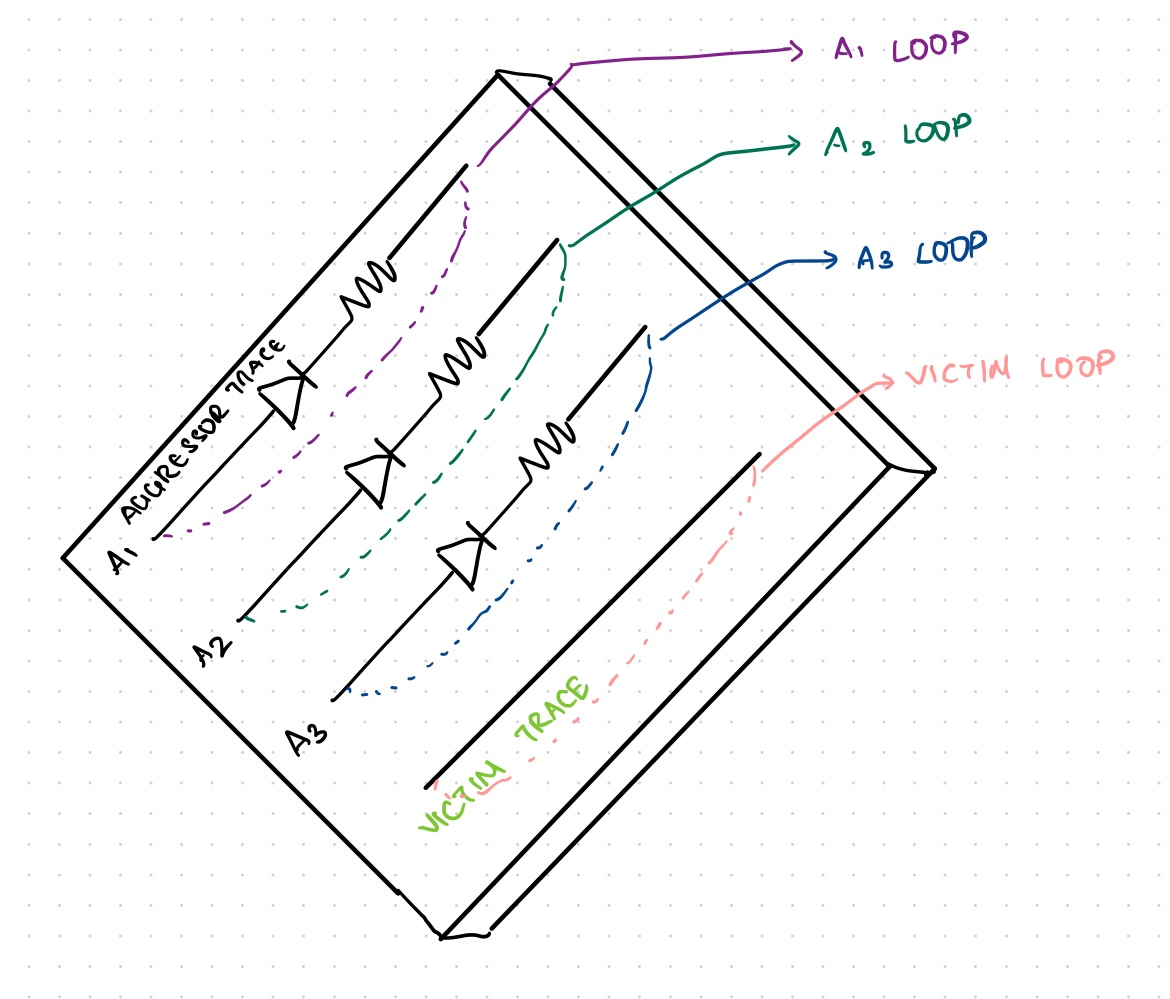 A1 LOOP
A2 LOOP
A3 LOOP
VICTIM LOOP
AGGRESSOR TRACE
A1
A2
A3
VICTIM TRACE